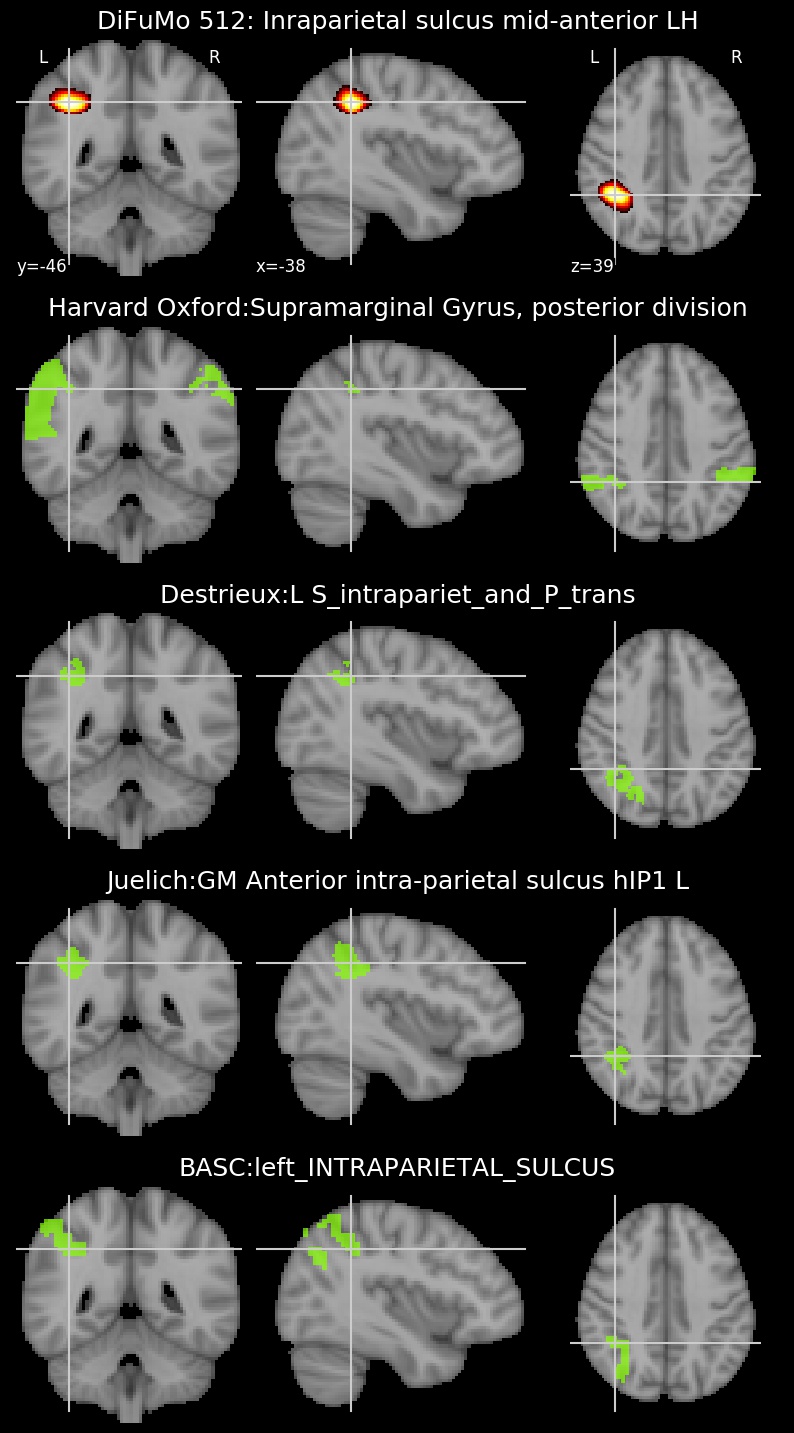 DiFuMo 512: Inraparietal sulcus mid-anterior LH
L R L R
y=-46 x=-38 z=39
Harvard Oxford:Supramarginal Gyrus, posterior division
Destrieux:L S_intrapariet_and_P_trans
Juelich:GM Anterior intra-parietal sulcus hIP1 L
BASC:left_INTRAPARIETAL_SULCUS